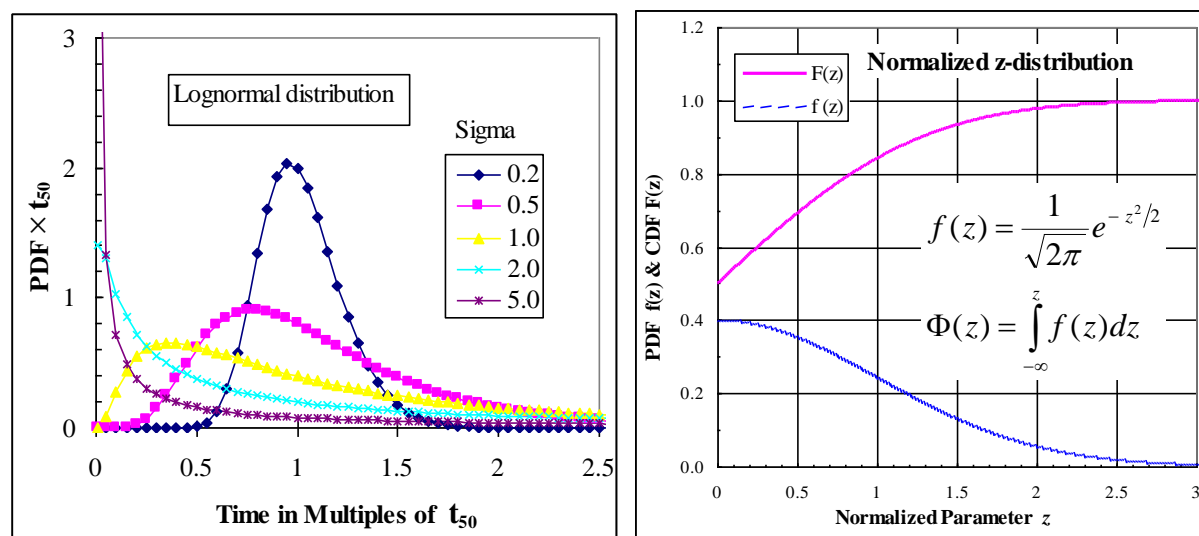 3
2
1
0
PDF × t50
Lognormal distribution
Sigma
0.2
0.5
1.0
2.0
5.0
0 0.5 1 1.5 2 2.5
Time in Multiples of t50
1.2
1.0
0.8
0.6
0.4
0.2
0.0
PDF f(z) & CDF F(z)
F(z)
f (z)
Normalized z-distribution
f(z) = 1/√2π e^(- z²/2)
Φ(z) = ∫_{-∞}^{z} f(z)dz
0 0.5 1 1.5 2 2.5 3
Normalized Parameter z